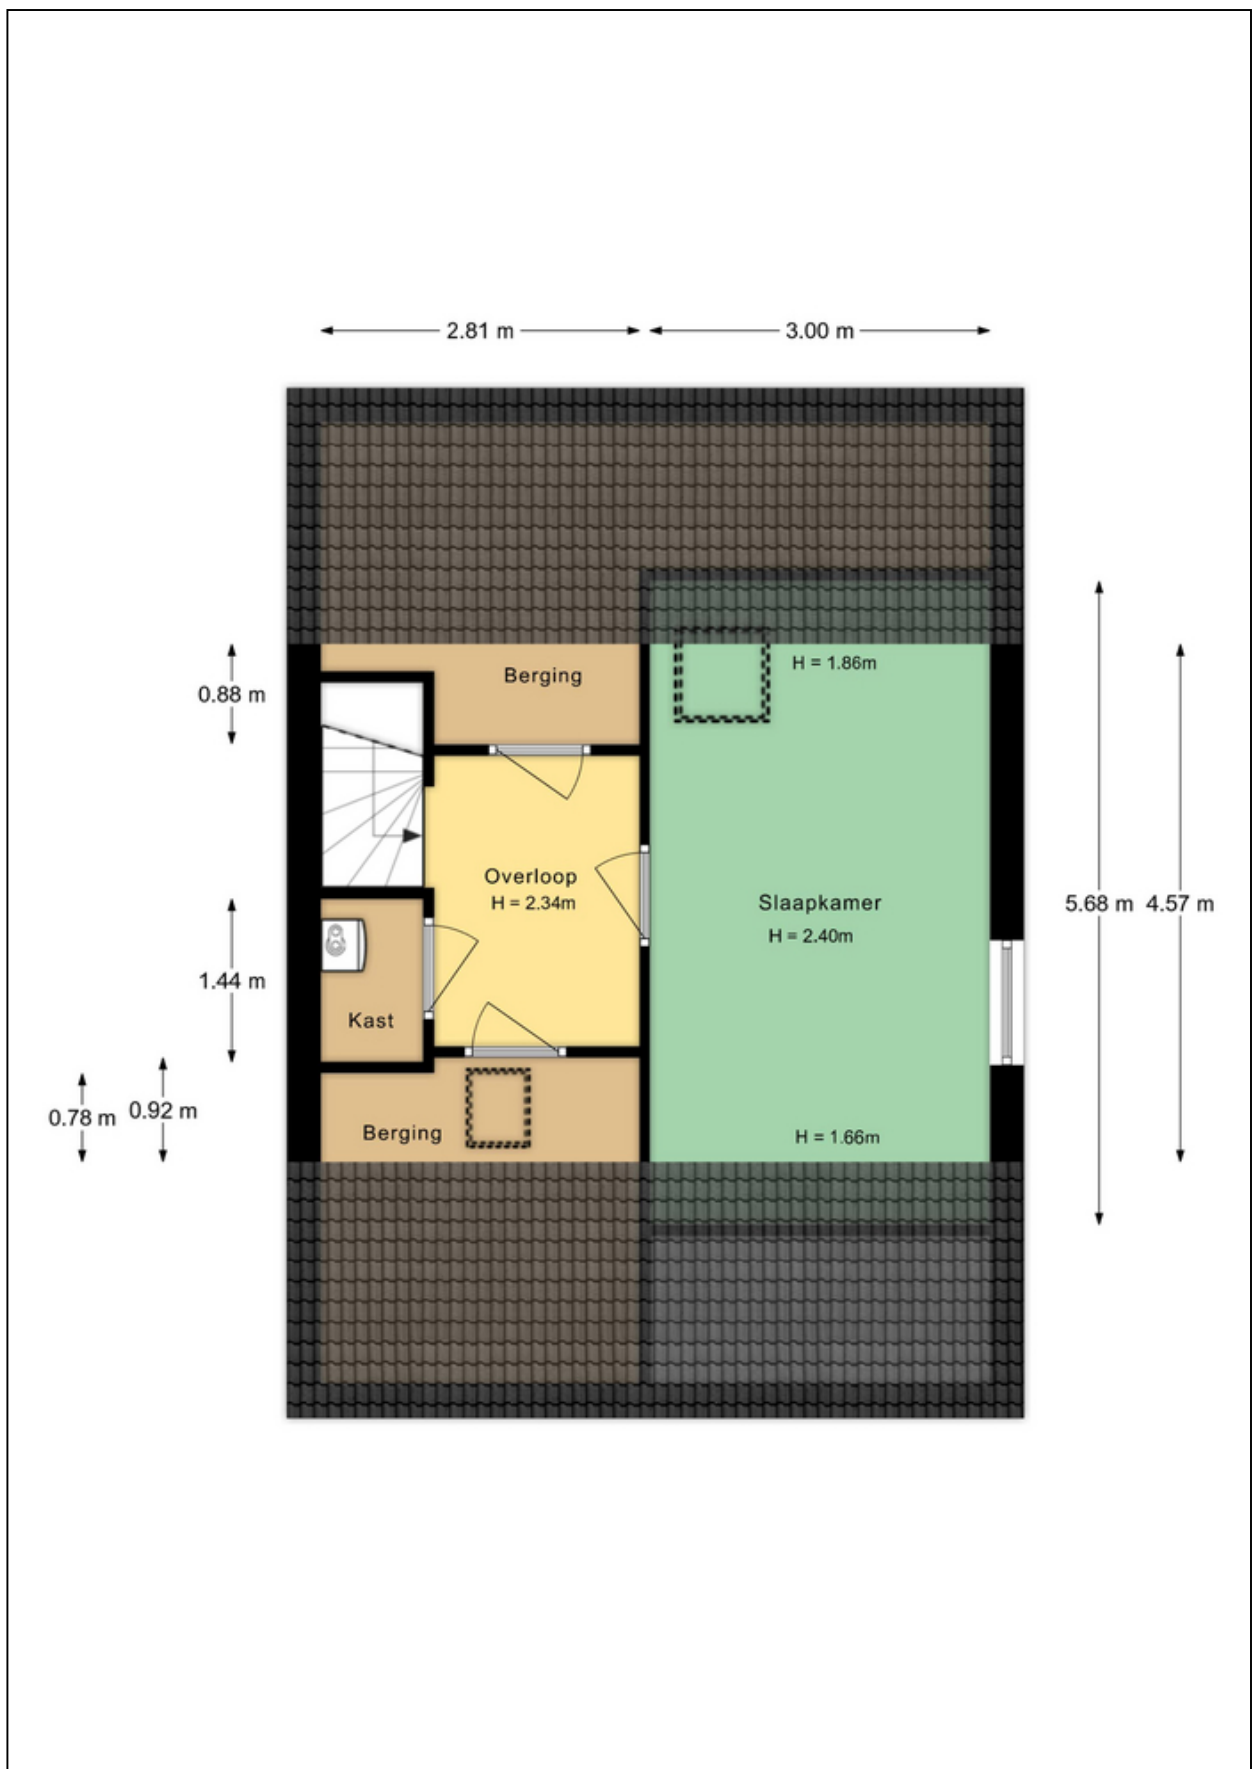 2.81 m
3.00 m
Berging
H = 1.86m
0.88 m
Overloop
H = 2.34m
Slaapkamer
H = 2.40m
5.68 m
4.57 m
1.44 m
Kast
0.78 m
0.92 m
Berging
H = 1.66m